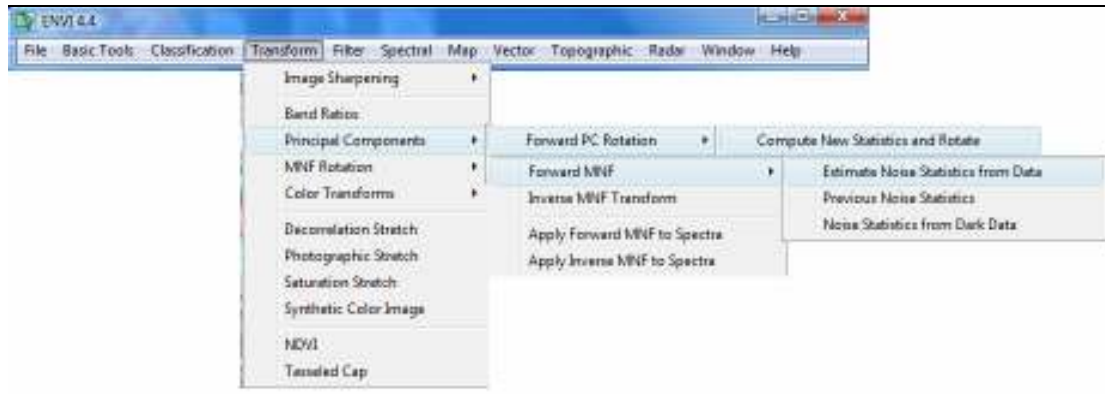 ENVI 4.4
File Basic Tools Classification Transform Filter Spectral Map Vector Topographic Radar Window Help
Image Sharpening
Band Ratios
Principal Components
MNF Rotation
Color Transforms
Decorrelation Stretch
Photographic Stretch
Saturation Stretch
Synthetic Color Image
NDVI
Tasseled Cap
Forward PC Rotation
Forward MNF
Inverse MNF Transform
Apply Forward MNF to Spectra
Apply Inverse MNF to Spectra
Compute New Statistics and Rotate
Estimate Noise Statistics from Data
Previous Noise Statistics
Noise Statistics from Dark Data